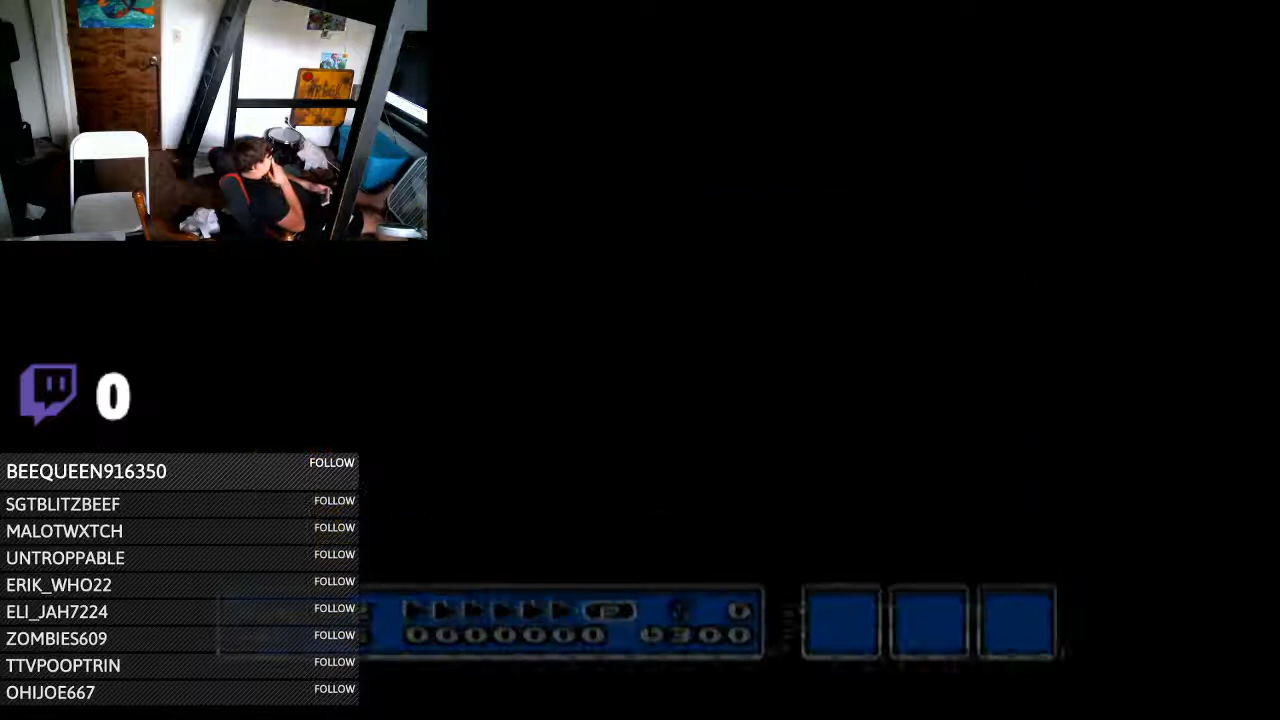 0
BEEQUEEN916350 FOLLOW
SGTBLITZBEEF FOLLOW
MALOTWXTCH FOLLOW
UNTROPPABLE FOLLOW
ERIK_WHO22 FOLLOW
ELI_JAH7224 FOLLOW
ZOMBIES609 FOLLOW
TTVPOOPTRIN FOLLOW
OHIJOE667 FOLLOW
P
0000000 0300